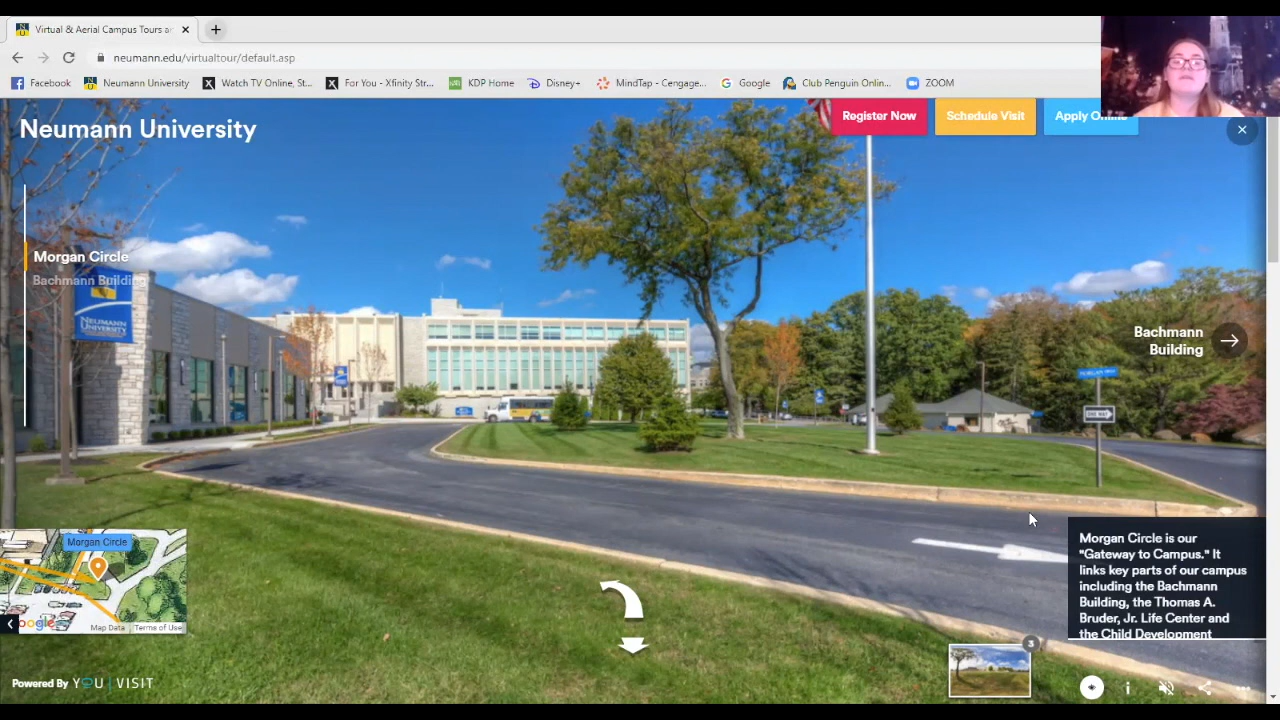 Virtual & Aerial Campus Tours a
neumann.edu/virtualtour/default.asp
Facebook
Neumann University
Watch TV Online, St...
For You - Xfinity Str...
KDP Home
Disney+
MindTap - Cengage...
Google
Club Penguin Onlin...
ZOOM
Neumann University
Register Now
Schedule Visit
Apply Online
Morgan Circle
Bachmann Building
NEUMANN
UNIVERSITY
Bachmann
Building
ONE WAY
Morgan Circle
Google
Map Data
Terms of Use
Morgan Circle is our
"Gateway to Campus." It
links key parts of our campus
including the Bachmann
Building, the Thomas A.
Bruder, Jr. Life Center and
the Child Development
3
Powered By YOU VISIT